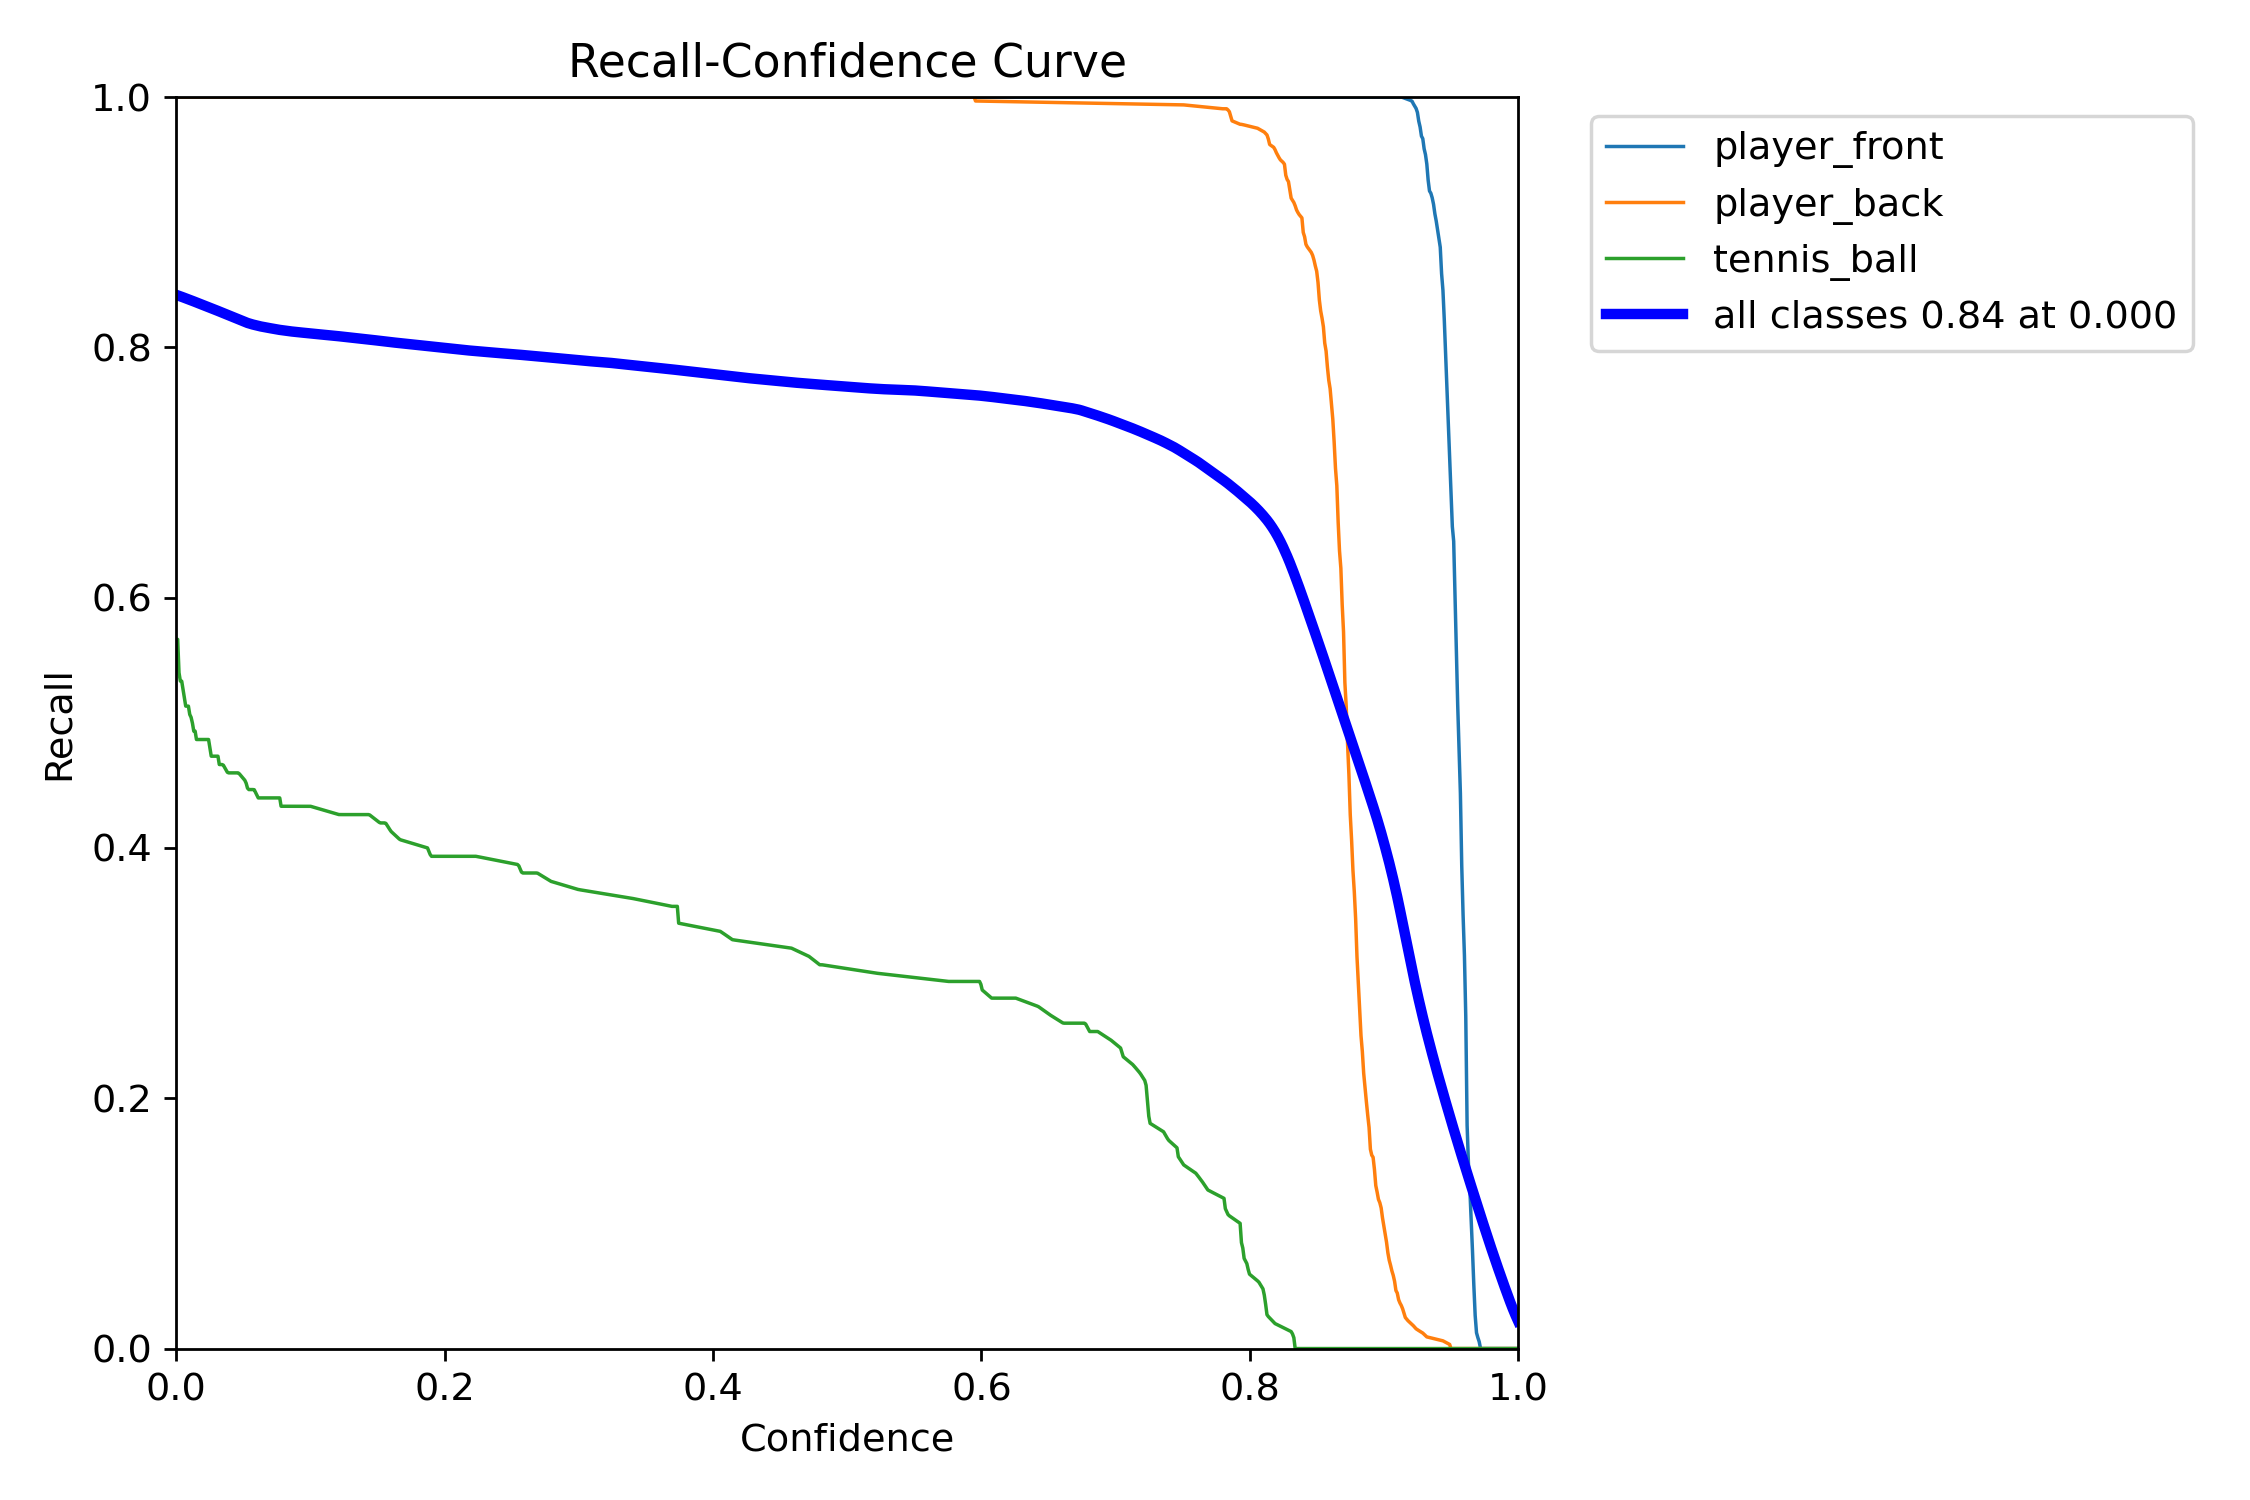 Recall-Confidence Curve
1.0
0.8
0.6
0.4
0.2
0.0
Recall
0.0 0.2 0.4 0.6 0.8 1.0
Confidence
player_front
player_back
tennis_ball
all classes 0.84 at 0.000